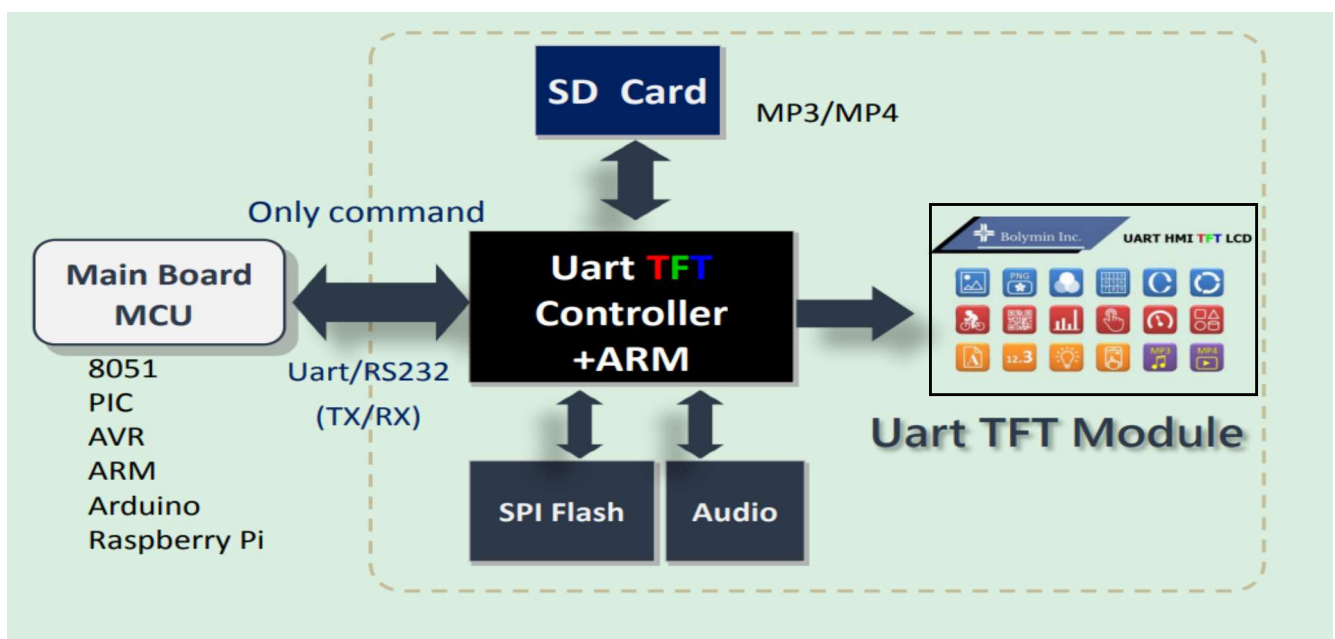 SD Card
MP3/MP4
Only command
Main Board
MCU
Uart TFT
Controller
+ARM
Bolymin Inc.
UART HMI TFT LCD
PNG
12.3
MP3
MP4
8051
PIC
AVR
ARM
Arduino
Raspberry Pi
Uart/RS232
(TX/RX)
Uart TFT Module
SPI Flash
Audio